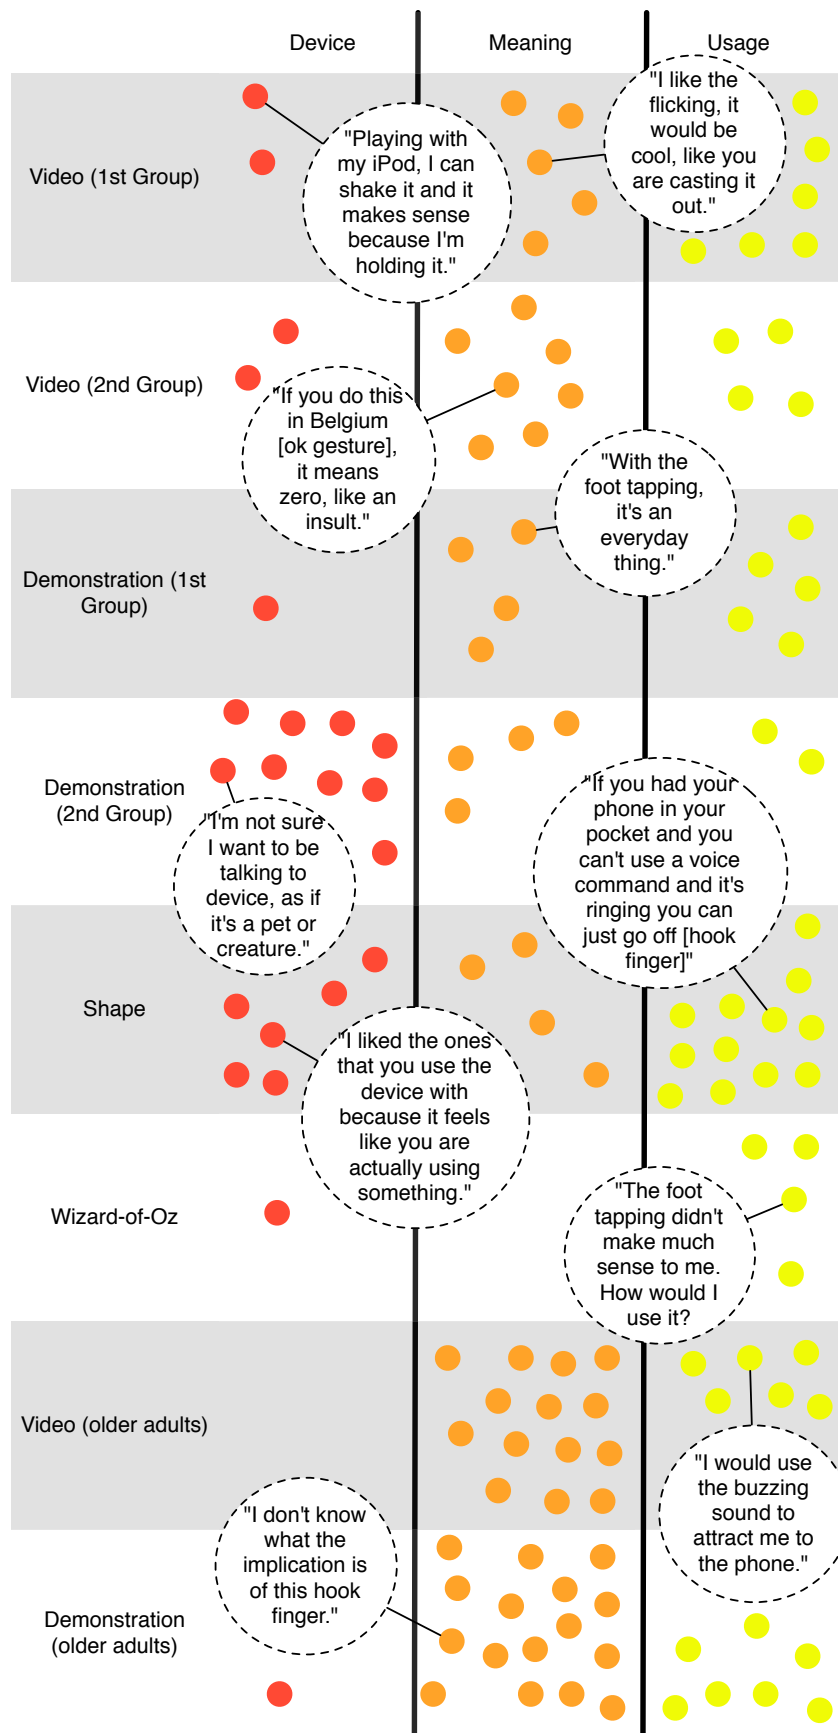 Device
Meaning
Usage
Video (1st Group)
"Playing with
my iPod, I can
shake it and it
makes sense
because I'm
holding it."
"I like the
flicking, it
would be
cool, like you
are casting it
out."
Video (2nd Group)
"If you do this
in Belgium
[ok gesture],
it means
zero, like an
insult."
"With the
foot tapping,
it's an
everyday
thing."
Demonstration (1st
Group)
Demonstration
(2nd Group)
"I'm not sure
I want to be
talking to
device, as if
it's a pet or
creature."
"If you had your
phone in your
pocket and you
can't use a voice
command and it's
ringing you can
just go off [hook
finger]"
Shape
"I liked the ones
that you use the
device with
because it feels
like you are
actually using
something."
Wizard-of-Oz
"The foot
tapping didn't
make much
sense to me.
How would I
use it?
Video (older adults)
"I would use
the buzzing
sound to
attract me to
the phone."
"I don't know
what the
implication is
of this hook
finger."
Demonstration
(older adults)